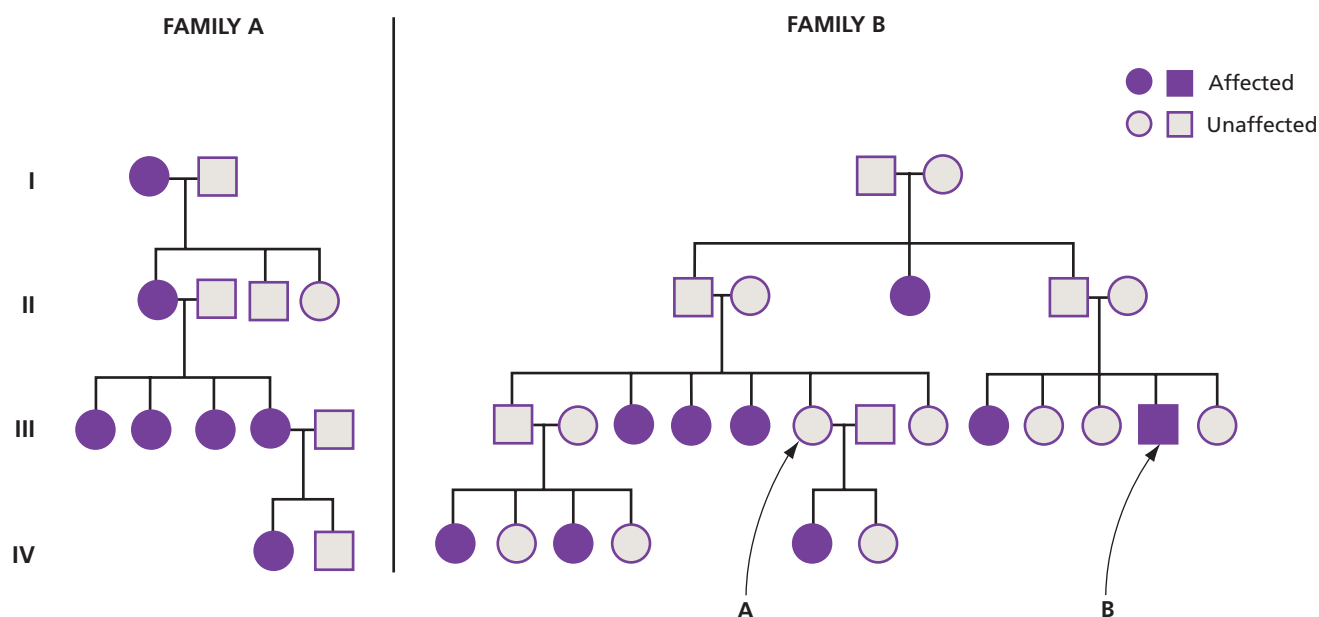 FAMILY A
FAMILY B
Affected
Unaffected
I
II
III
IV
A
B